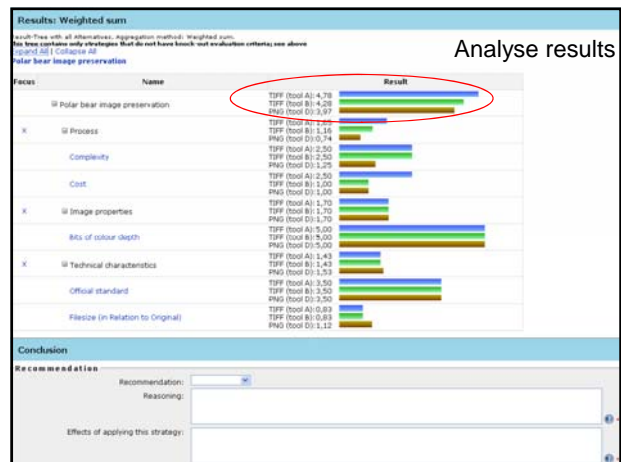 Results: Weighted sum
Result-Tree with all Alternatives. Aggregation method: Weighted sum.
This tree contains only strategies that do not have knock-out evaluation criteria; see above
Expand All | Collapse All
Polar bear image preservation
Analyse results
Focus Name Result
Polar bear image preservation
TIFF (tool A): 4,78
TIFF (tool B): 4,28
PNG (tool D): 3,97
X Process
TIFF (tool A): 1,65
TIFF (tool B): 1,16
PNG (tool D): 0,74
Complexity
TIFF (tool A): 2,50
TIFF (tool B): 2,50
PNG (tool D): 1,25
Cost
TIFF (tool A): 2,50
TIFF (tool B): 1,00
PNG (tool D): 1,00
X Image properties
TIFF (tool A): 1,70
TIFF (tool B): 1,70
PNG (tool D): 1,70
Bits of colour depth
TIFF (tool A): 5,00
TIFF (tool B): 5,00
PNG (tool D): 5,00
X Technical characteristics
TIFF (tool A): 1,43
TIFF (tool B): 1,43
PNG (tool D): 1,53
Official standard
TIFF (tool A): 3,50
TIFF (tool B): 3,50
PNG (tool D): 3,50
Filesize (in Relation to Original)
TIFF (tool A): 0,83
TIFF (tool B): 0,83
PNG (tool D): 1,12
Conclusion
Recommendation
Recommendation:
Reasoning:
Effects of applying this strategy: